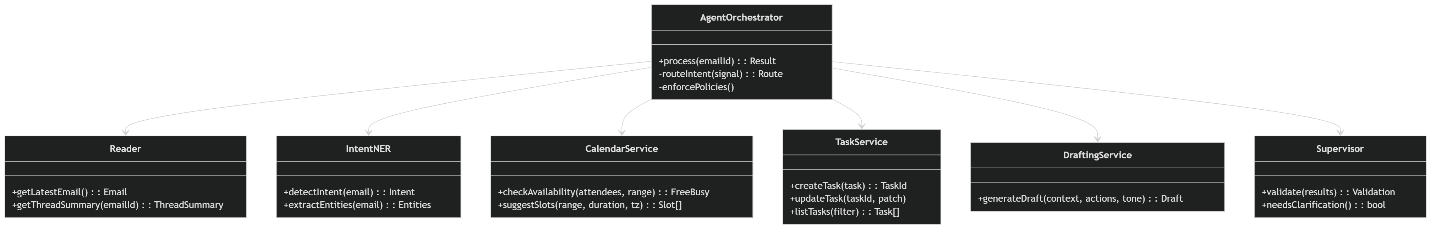 AgentOrchestrator
+process(emailId) : : Result
-routeIntent(signal) : : Route
-enforcePolicies()
Reader
+getLatestEmail() : : Email
+getThreadSummary(emailId) : : ThreadSummary
IntentNER
+detectIntent(email) : : Intent
+extractEntities(email) : : Entities
CalendarService
+checkAvailability(attendees, range) : : FreeBusy
+suggestSlots(range, duration, tz) : : Slot[]
TaskService
+createTask(task) : : TaskId
+updateTask(taskId, patch)
+listTasks(filter) : : Task[]
DraftingService
+generateDraft(context, actions, tone) : : Draft
Supervisor
+validate(results) : : Validation
+needsClarification() : : bool